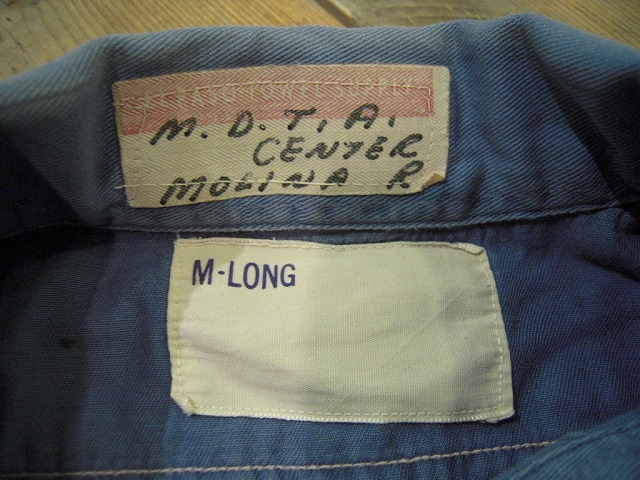 M. D. T. A.
CENTER
MOLINA R.
M-LONG